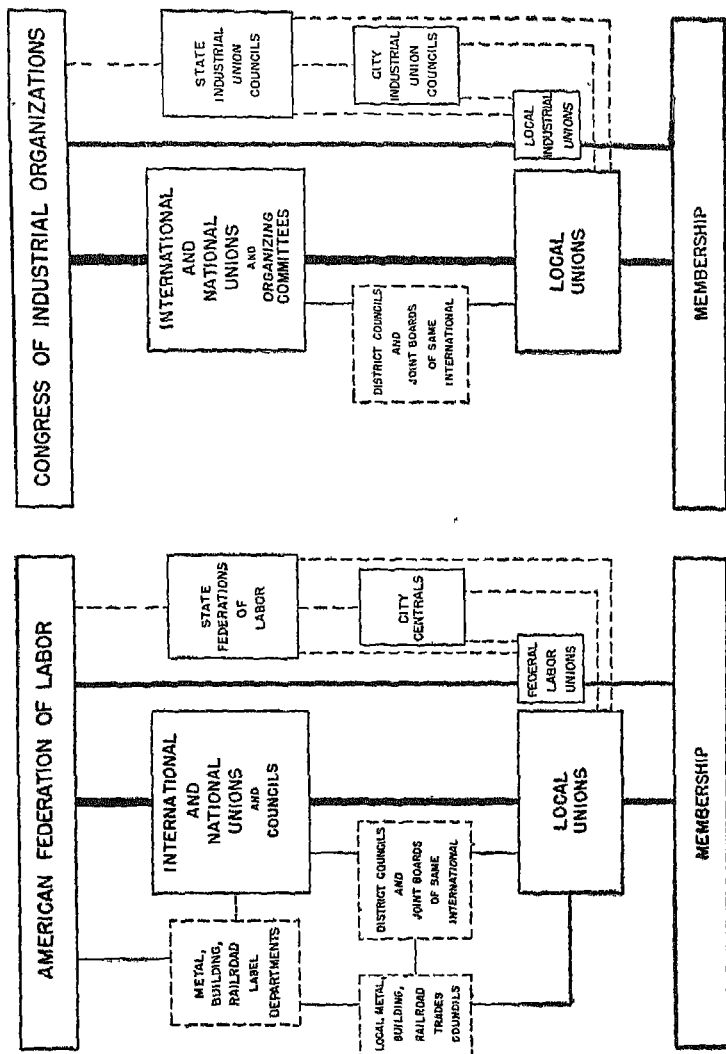 AMERICAN FEDERATION OF LABOR
METAL,
BUILDING,
RAILROAD
LABEL
DEPARTMENTS
INTERNATIONAL
AND
NATIONAL
UNIONS
AND
COUNCILS
STATE
FEDERATIONS
OF
LABOR
LOCAL METAL,
BUILDING,
RAILROAD
TRADES
COUNCILS
DISTRICT COUNCILS
AND
JOINT BOARDS
OF SAME
INTERNATIONAL
CITY
CENTRALS
FEDERAL
LABOR
UNIONS
LOCAL
UNIONS
MEMBERSHIP
CONGRESS OF INDUSTRIAL ORGANIZATIONS
INTERNATIONAL
AND
NATIONAL
UNIONS
AND
ORGANIZING
COMMITTEES
STATE
INDUSTRIAL
UNION
COUNCILS
DISTRICT COUNCILS
AND
JOINT BOARDS
OF SAME
INTERNATIONAL
CITY
INDUSTRIAL
UNION
COUNCILS
LOCAL
INDUSTRIAL
UNIONS
LOCAL
UNIONS
MEMBERSHIP